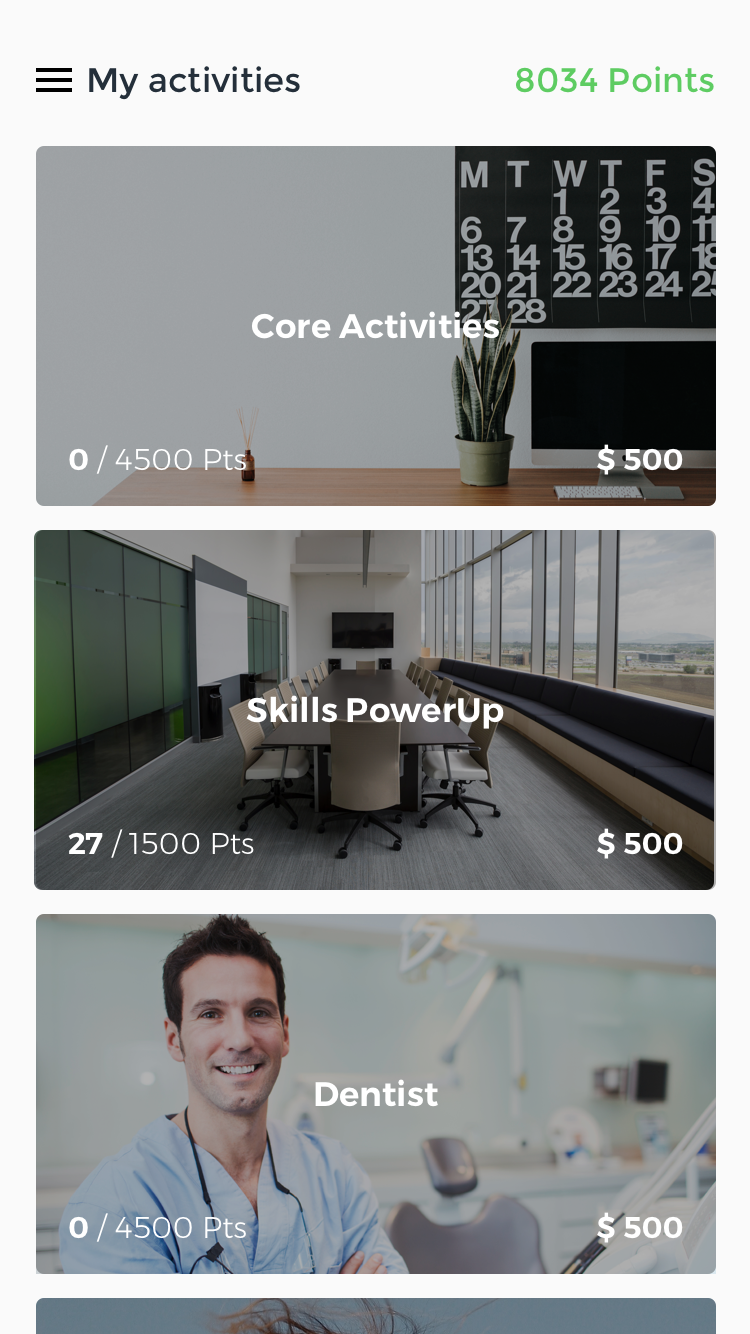 My activities
8034 Points
M T W T F S
1 2 3 4
6 7 8 9 10 11
13 14 15 16 17 18
20 21 22 23 24 25
27 28
Core Activities
0 / 4500 Pts
$ 500
Skills PowerUp
27 / 1500 Pts
$ 500
Dentist
0 / 4500 Pts
$ 500